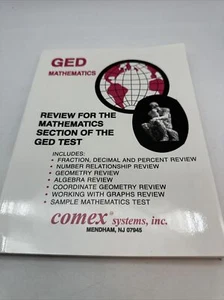 GED
MATHEMATICS
REVIEW FOR THE
MATHEMATICS
SECTION OF THE
GED TEST
INCLUDES:
• FRACTION, DECIMAL AND PERCENT REVIEW
• NUMBER RELATIONSHIP REVIEW
• GEOMETRY REVIEW
• ALGEBRA REVIEW
• COORDINATE GEOMETRY REVIEW
• WORKING WITH GRAPHS REVIEW
• SAMPLE MATHEMATICS TEST
comex® systems, inc.
MENDHAM, NJ 07945